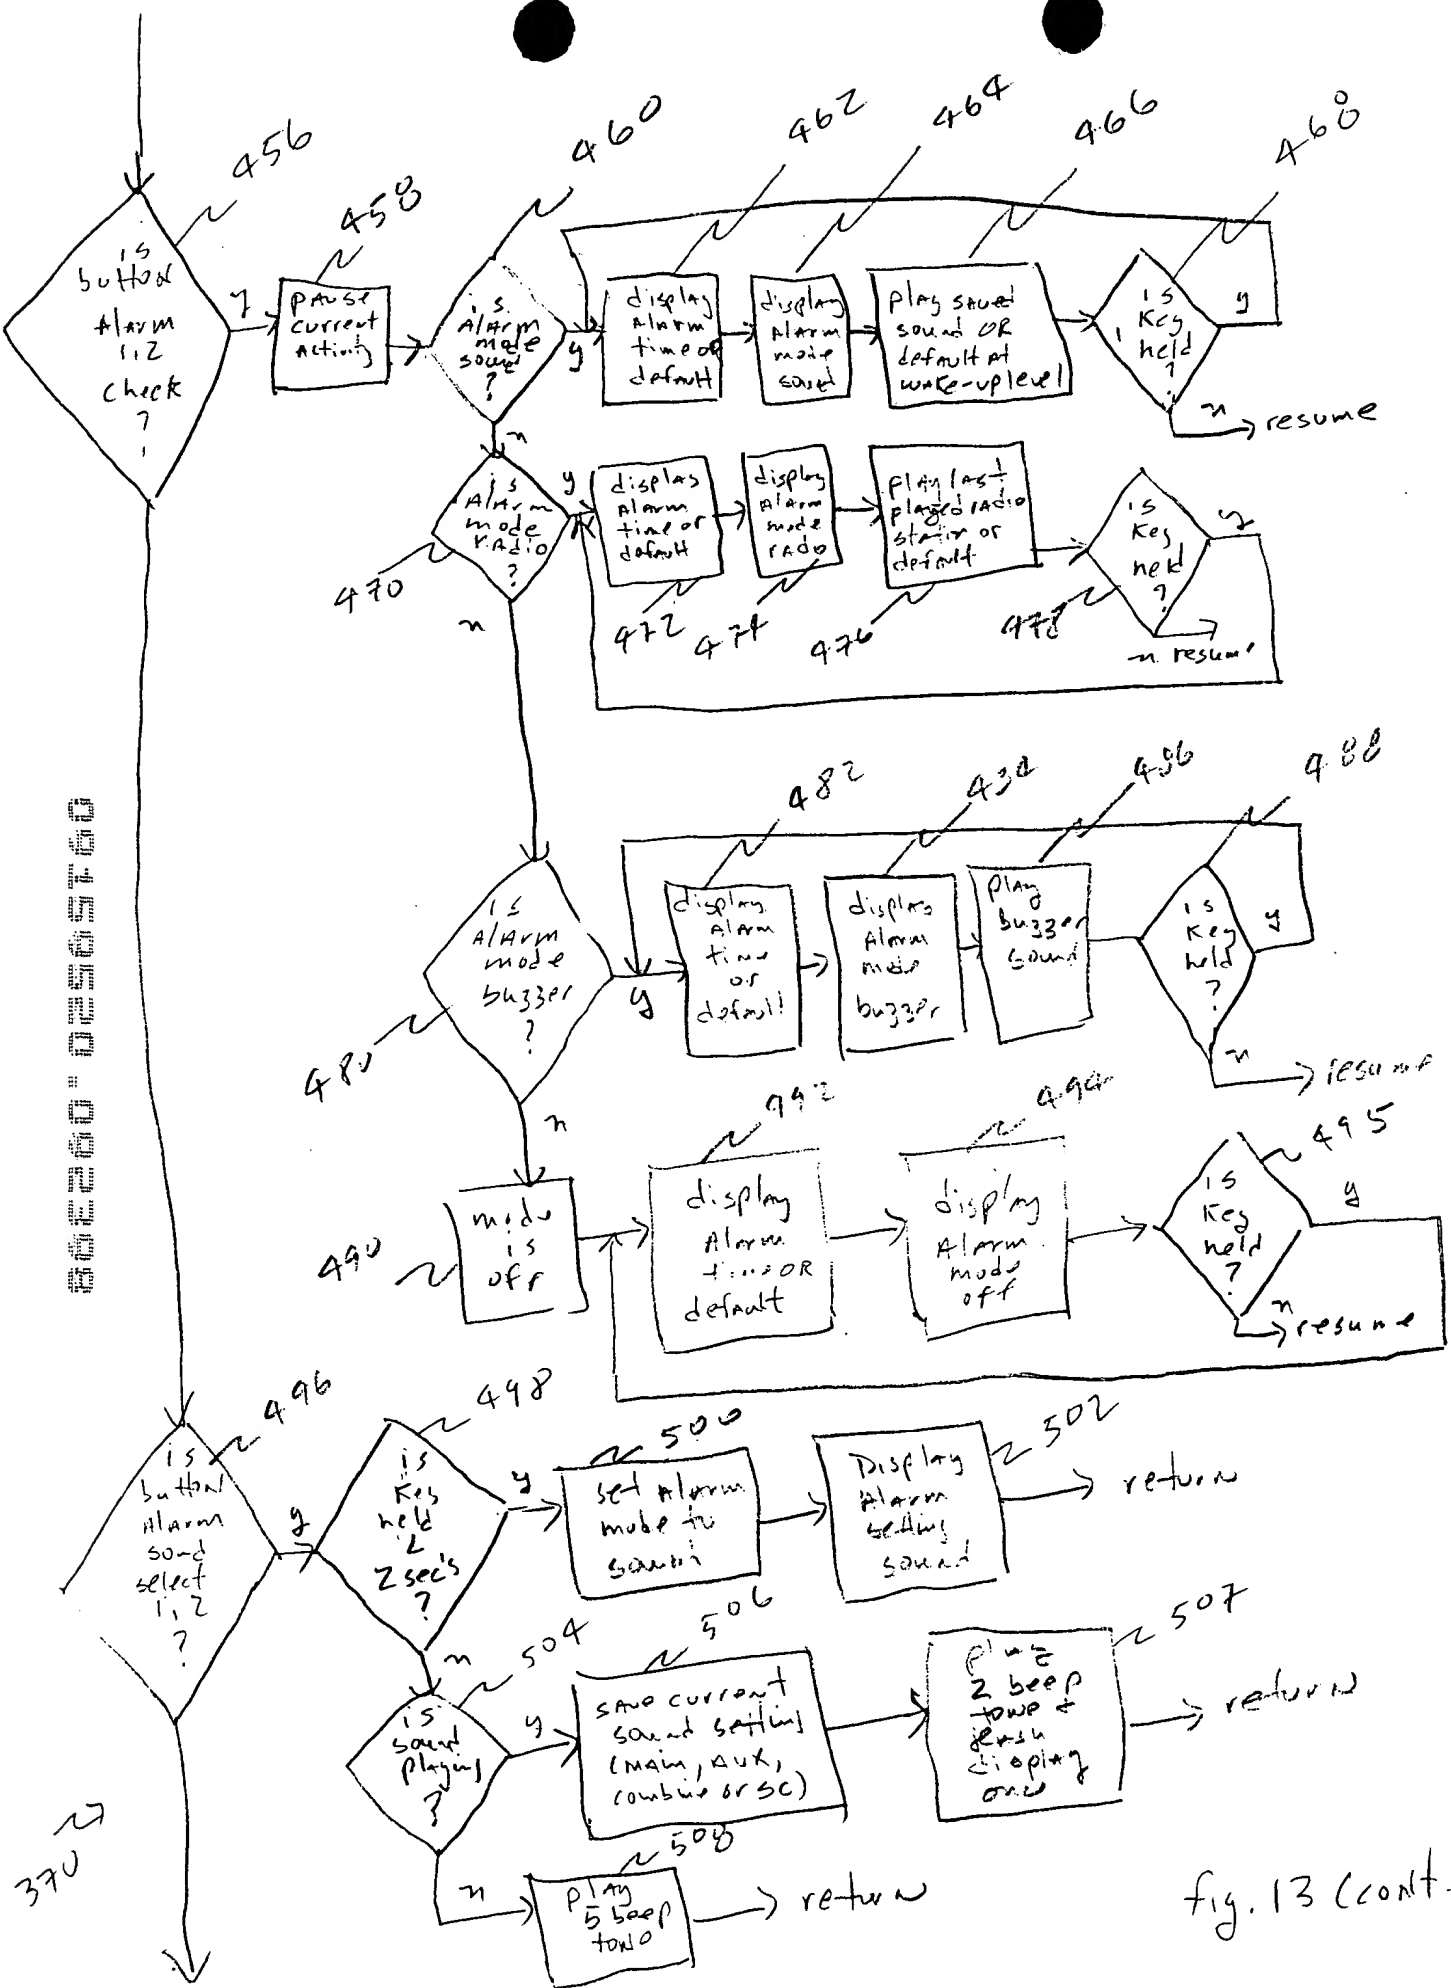 456
is
button
Alarm
1,2
check
?
y
458
pause
current
Activity
460
is
Alarm
mode
sound
?
y
n
462
display
Alarm
time or
default
464
display
Alarm
mode
sound
466
play saved
sound OR
default at
wake-up level
468
is
Key
held
?
y
n
resume
470
is
Alarm
mode
radio
?
y
n
display
Alarm
time or
default
472
display
Alarm
mode
radio
474
play last
played radio
station or
default
476
is
Key
held
?
478
y
n resume
480
is
Alarm
mode
buzzer
?
y
n
482
display
Alarm
time
or
default
484
display
Alarm
mode
buzzer
486
play
buzzer
sound
488
is
Key
held
?
y
n
resume
490
mode
is
off
492
display
Alarm
time OR
default
494
display
Alarm
mode
off
495
is
Key
held
?
y
n
resume
09156520.092398
496
is
button
Alarm
sound
select
1,2
?
y
498
is
Key
held
<
2 sec's
?
y
n
500
set Alarm
mode to
sound
502
Display
Alarm
setting
sound
return
504
is
sound
playing
?
y
n
506
save current
sound setting
(main, aux,
combine or sc)
507
2 beep
tone &
display
once
return
508
play
5 beep
tone
return
370
fig. 13 (cont.